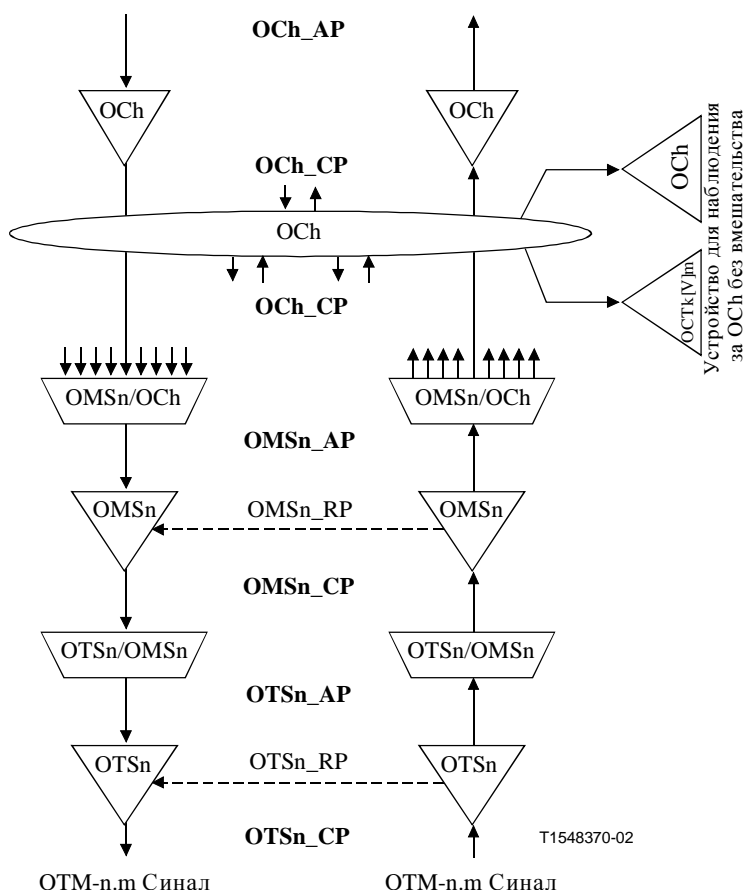 OCh_AP
OCh
OCh
OCh_CP
OCh
OCh_CP
OCh
OCTk[V]m
Устройство для наблюдения
за OCh без вмешательства
OMSn/OCh
OMSn/OCh
OMSn_AP
OMSn
OMSn_RP
OMSn
OMSn_CP
OTSn/OMSn
OTSn/OMSn
OTSn_AP
OTSn
OTSn_RP
OTSn
OTSn_CP
T1548370-02
OTM-n.m Синал
OTM-n.m Синал